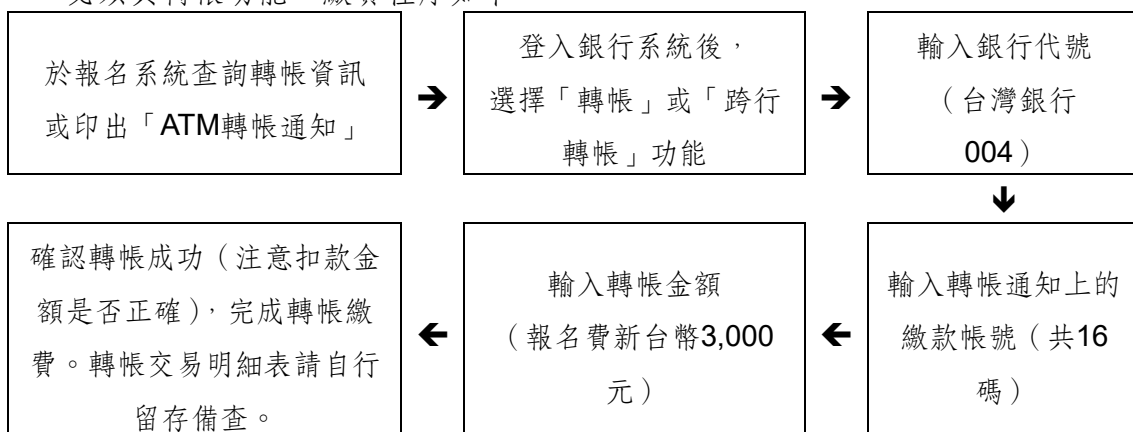 於報名系統查詢轉帳資訊
或印出「ATM轉帳通知」
登入銀行系統後，
選擇「轉帳」或「跨行
轉帳」功能
輸入銀行代號
（台灣銀行
004）
輸入轉帳通知上的
繳款帳號（共16
碼）
輸入轉帳金額
（報名費新台幣3,000
元）
確認轉帳成功（注意扣款金
額是否正確），完成轉帳繳
費。轉帳交易明細表請自行
留存備查。